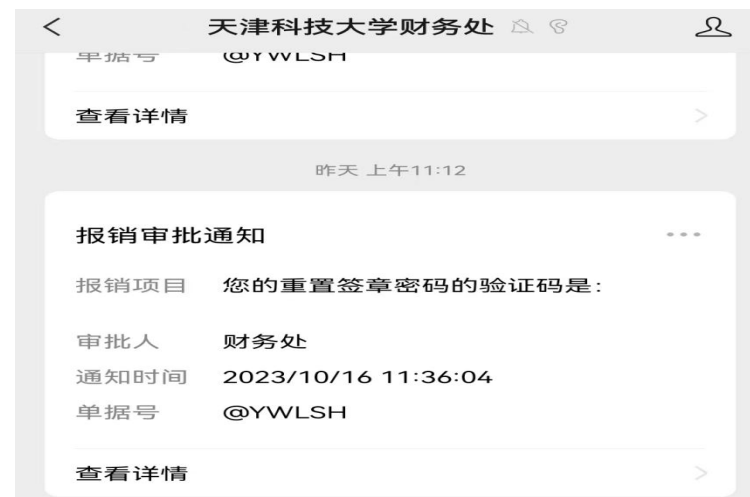 天津科技大学财务处
单据号 @YWLSH
查看详情
昨天 上午11:12
报销审批通知
报销项目 您的重置签章密码的验证码是:
审批人 财务处
通知时间 2023/10/16 11:36:04
单据号 @YWLSH
查看详情